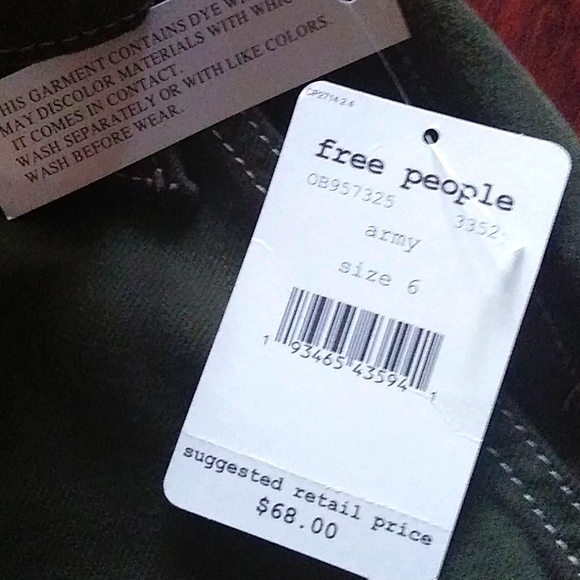 HIS GARMENT CONTAINS DYE
MAY DISCOLOR MATERIALS WITH
IT COMES IN CONTACT.
WASH SEPARATELY OR WITH LIKE COLORS.
WASH BEFORE WEAR.
free people
OB957325 3352
army
size 6
1 93465 43594 1
suggested retail price
$68.00